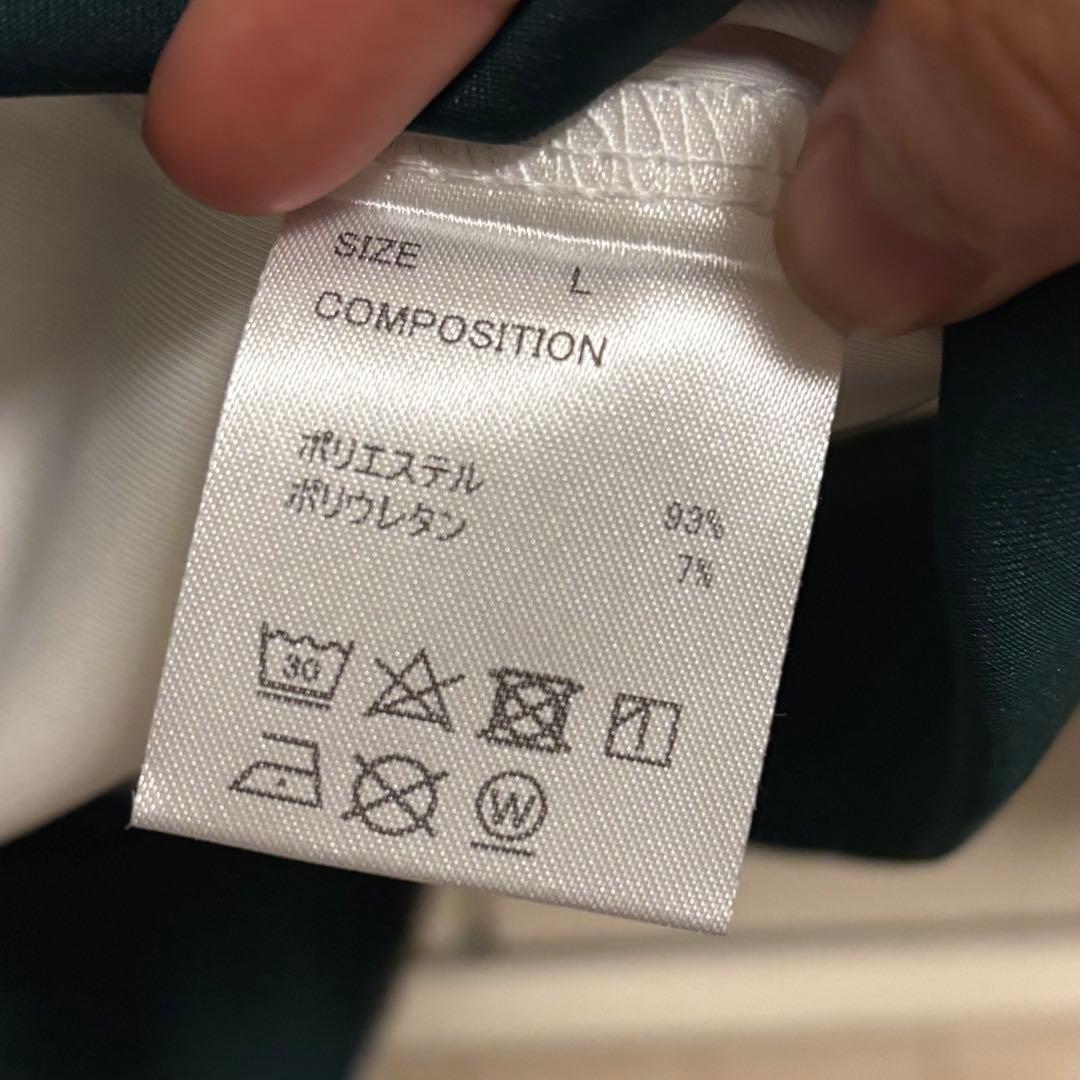 SIZE L
COMPOSITION
ポリエステル 93%
ポリウレタン 7%
30
W